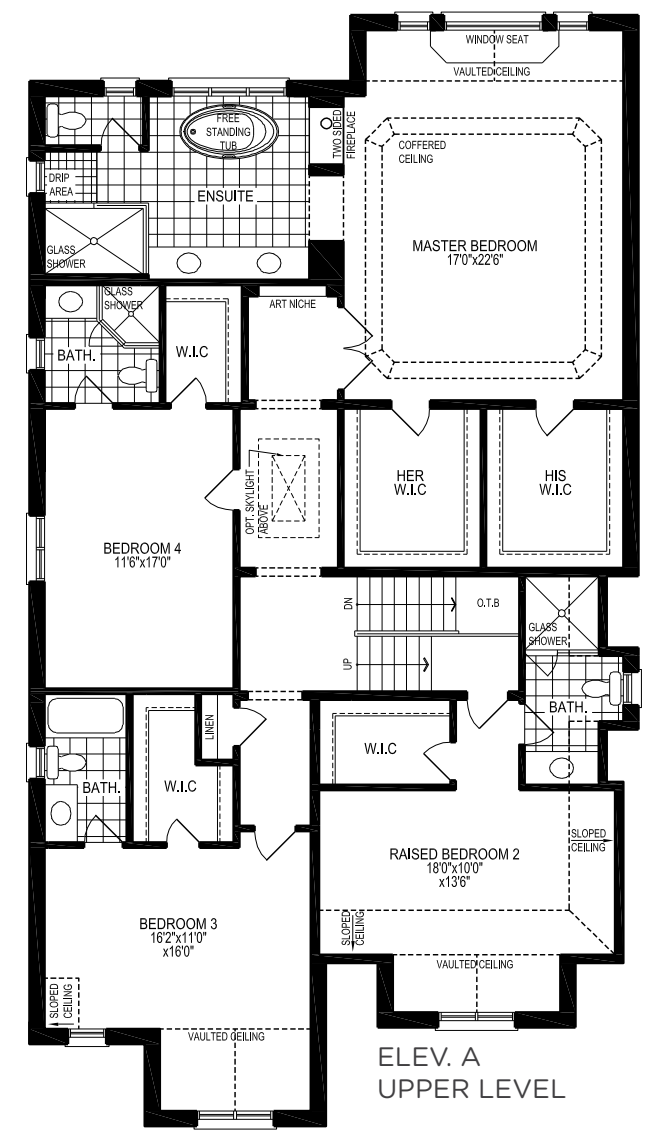 WINDOW SEAT
VAULTED CEILING
FREE
STANDING
TUB
TWO SIDED
FIREPLACE
COFFERED
CEILING
DRIP
AREA
ENSUITE
GLASS
SHOWER
MASTER BEDROOM
17'0"x22'6"
GLASS
SHOWER
ART NICHE
BATH.
W.I.C
HER
W.I.C
HIS
W.I.C
OPT. SKYLIGHT
ABOVE
BEDROOM 4
11'6"x17'0"
DN
O.T.B
UP
GLASS
SHOWER
BATH.
LINEN
W.I.C
BATH.
W.I.C
RAISED BEDROOM 2
18'0"x10'0"
x13'6"
SLOPED
CEILING
SLOPED
CEILING
VAULTED CEILING
BEDROOM 3
16'2"x11'0"
x16'0"
SLOPED
CEILING
VAULTED CEILING
ELEV. A
UPPER LEVEL